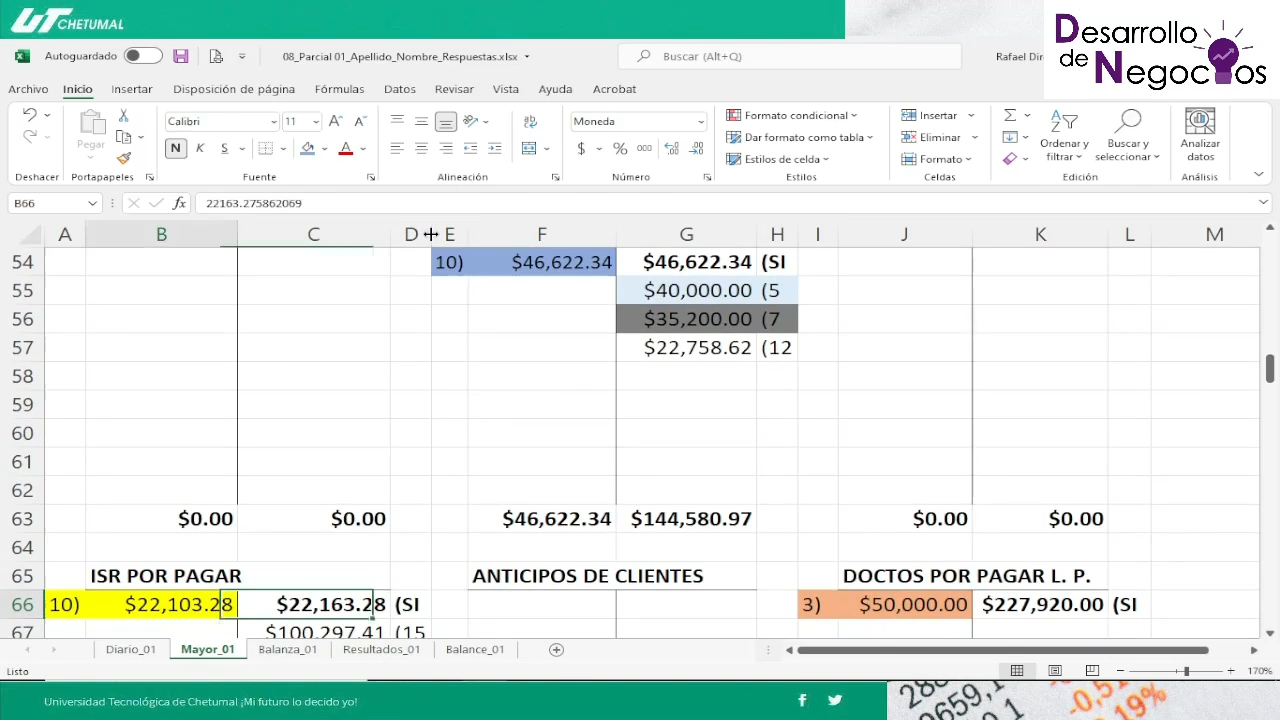 UT CHETUMAL
Desarrollo
de Negocios
Autoguardado
08_Parcial 01_Apellido_Nombre_Respuestas.xlsx
Buscar (Alt+Q)
Rafael Dir
Archivo Inicio Insertar Disposición de página Fórmulas Datos Revisar Vista Ayuda Acrobat
Pegar
Calibri 11
N K S
Moneda
$ % 000
Formato condicional
Dar formato como tabla
Estilos de celda
Insertar
Eliminar
Formato
Ordenar y filtrar
Buscar y seleccionar
Analizar datos
Deshacer Portapapeles Fuente Alineación Número Estilos Celdas Edición Análisis
B66 fx 22163.275862069
A B C D E F G H I J K L M
54 10) $46,622.34 $46,622.34 (SI
55 $40,000.00 (5
56 $35,200.00 (7
57 $22,758.62 (12
58
59
60
61
62
63 $0.00 $0.00 $46,622.34 $144,580.97 $0.00 $0.00
64
65 ISR POR PAGAR ANTICIPOS DE CLIENTES DOCTOS POR PAGAR L. P.
66 10) $22,103.28 $22,163.28 (SI 3) $50,000.00 $227,920.00 (SI
67 $100,297.41 (15
Diario_01 Mayor_01 Balanza_01 Resultados_01 Balance_01
Listo
170%
Universidad Tecnológica de Chetumal ¡Mi futuro lo decido yo!